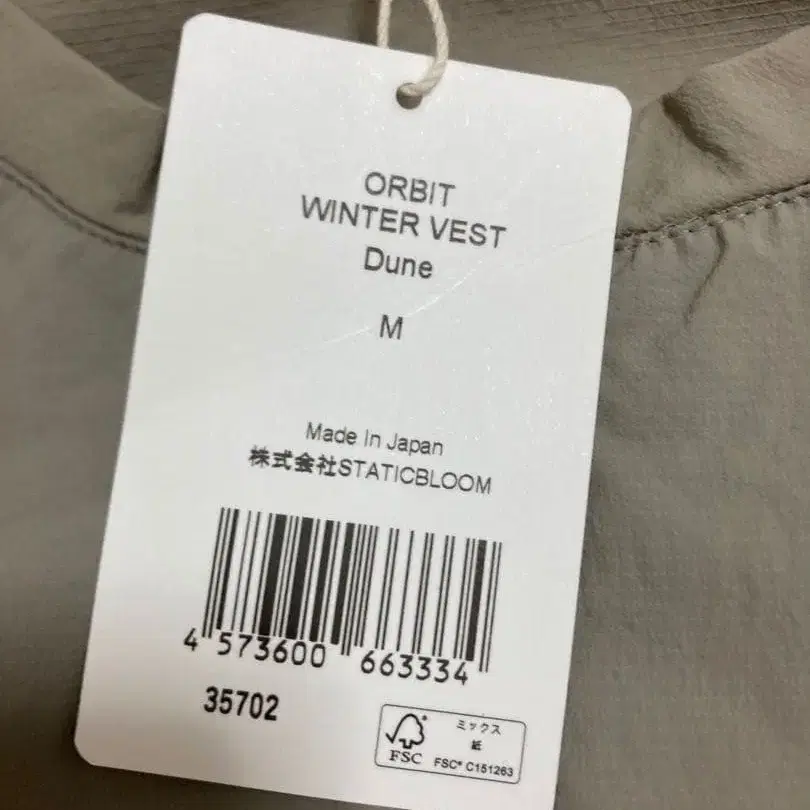 ORBIT
WINTER VEST
Dune
M
Made In Japan
株式会社STATICBLOOM
4 573600 663334
35702
FSC
ミックス
紙
FSC® C151263